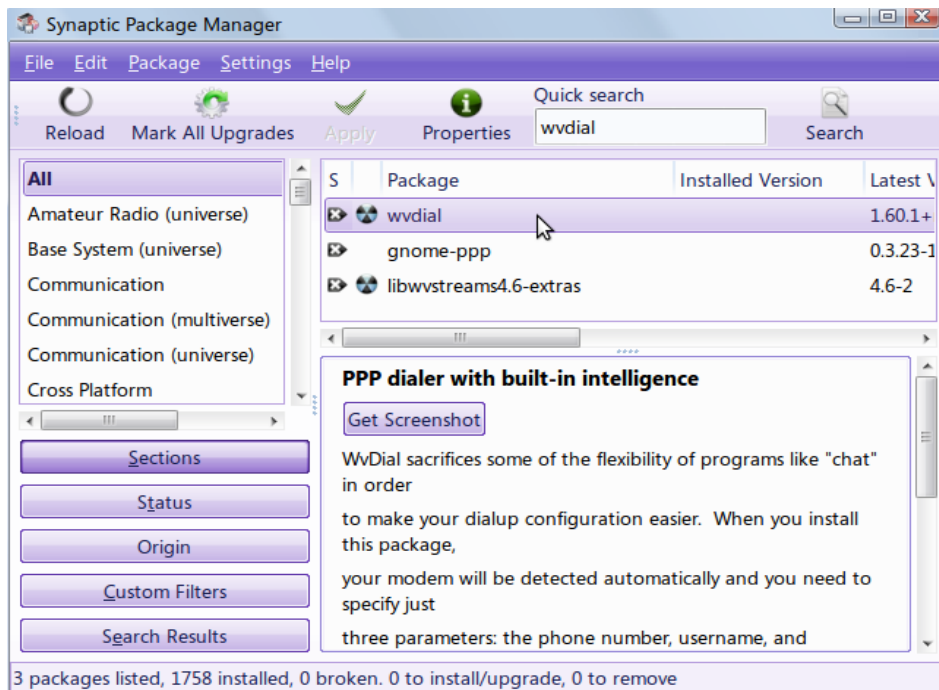 Synaptic Package Manager
File Edit Package Settings Help
Reload Mark All Upgrades Apply Properties Quick search wvdial Search
All
Amateur Radio (universe)
Base System (universe)
Communication
Communication (multiverse)
Communication (universe)
Cross Platform
Sections
Status
Origin
Custom Filters
Search Results
S Package Installed Version Latest V
wvdial 1.60.1+
gnome-ppp 0.3.23-1
libwvstreams4.6-extras 4.6-2
PPP dialer with built-in intelligence
Get Screenshot
WvDial sacrifices some of the flexibility of programs like "chat"
in order
to make your dialup configuration easier. When you install
this package,
your modem will be detected automatically and you need to
specify just
three parameters: the phone number, username, and
3 packages listed, 1758 installed, 0 broken. 0 to install/upgrade, 0 to remove